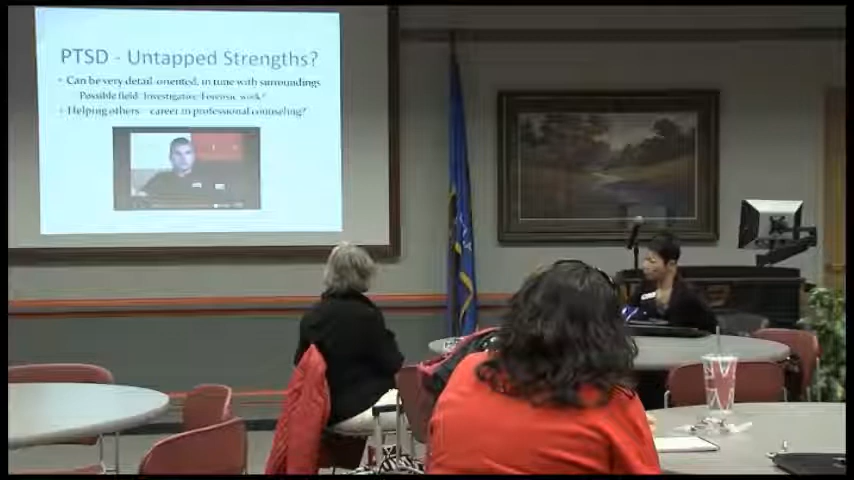 PTSD - Untapped Strengths?
Can be very detail-oriented, in tune with surroundings
Possible field: Investigative/Forensic work?
Helping others – career in professional counseling?